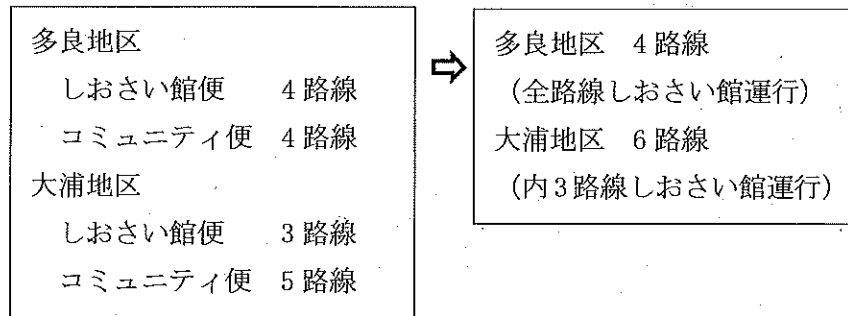 多良地区
しおさい館便 4路線
コミュニティ便 4路線
大浦地区
しおさい館便 3路線
コミュニティ便 5路線
⇨
多良地区 4路線
(全路線しおさい館運行)
大浦地区 6路線
(内3路線しおさい館運行)